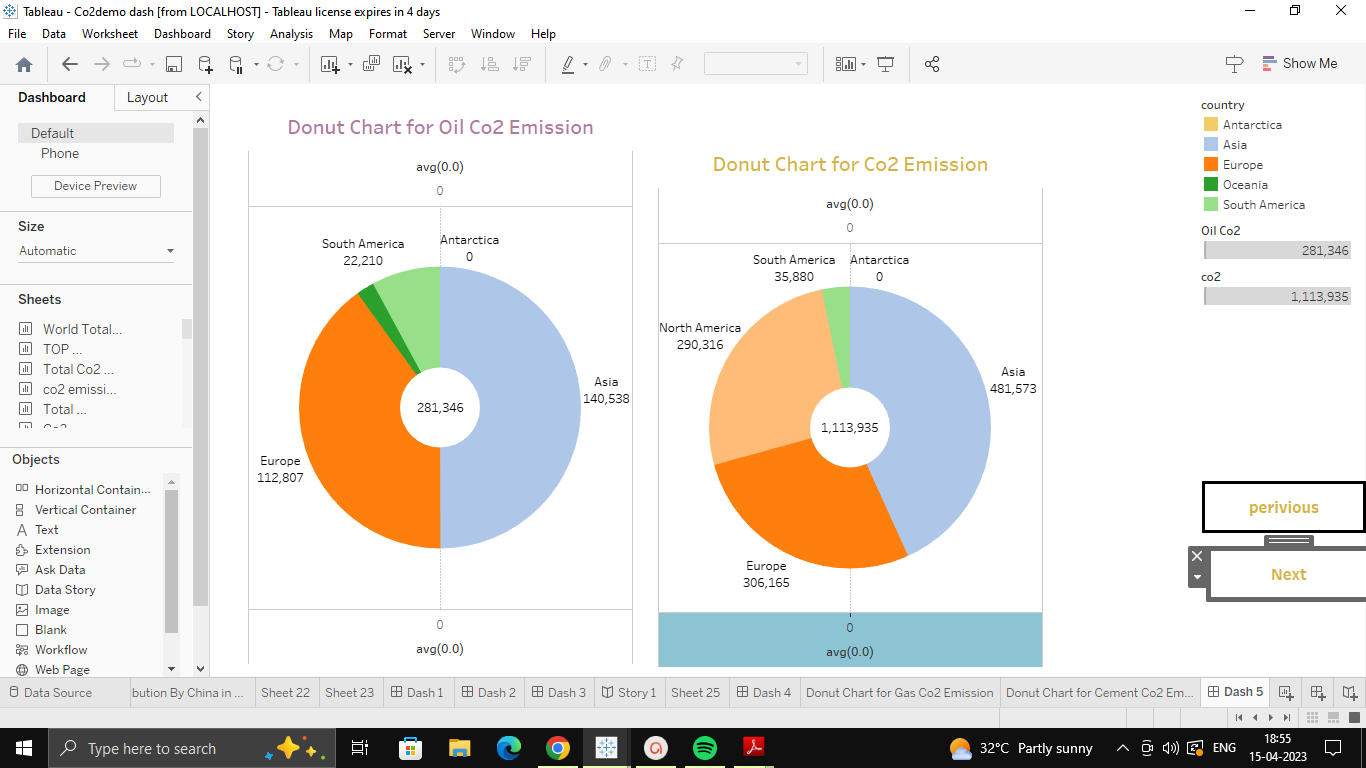 Tableau - Co2demo dash [from LOCALHOST] - Tableau license expires in 4 days
File Data Worksheet Dashboard Story Analysis Map Format Server Window Help
Show Me
Dashboard Layout
Default
Phone
Device Preview
Size
Automatic
Sheets
World Total...
TOP ...
Total Co2 ...
co2 emissi...
Total ...
Objects
Horizontal Contain...
Vertical Container
Text
Extension
Ask Data
Data Story
Image
Blank
Workflow
Web Page
Donut Chart for Oil Co2 Emission
avg(0.0)
0
South America
22,210
Antarctica
0
Asia
140,538
281,346
Europe
112,807
0
avg(0.0)
Donut Chart for Co2 Emission
avg(0.0)
0
South America
35,880
Antarctica
0
North America
290,316
Asia
481,573
1,113,935
Europe
306,165
0
avg(0.0)
country
Antarctica
Asia
Europe
Oceania
South America
Oil Co2
281,346
co2
1,113,935
perivious
Next
Data Source bution By China in ... Sheet 22 Sheet 23 Dash 1 Dash 2 Dash 3 Story 1 Sheet 25 Dash 4 Donut Chart for Gas Co2 Emission Donut Chart for Cement Co2 Em... Dash 5
Type here to search
32°C Partly sunny
ENG
18:55
15-04-2023